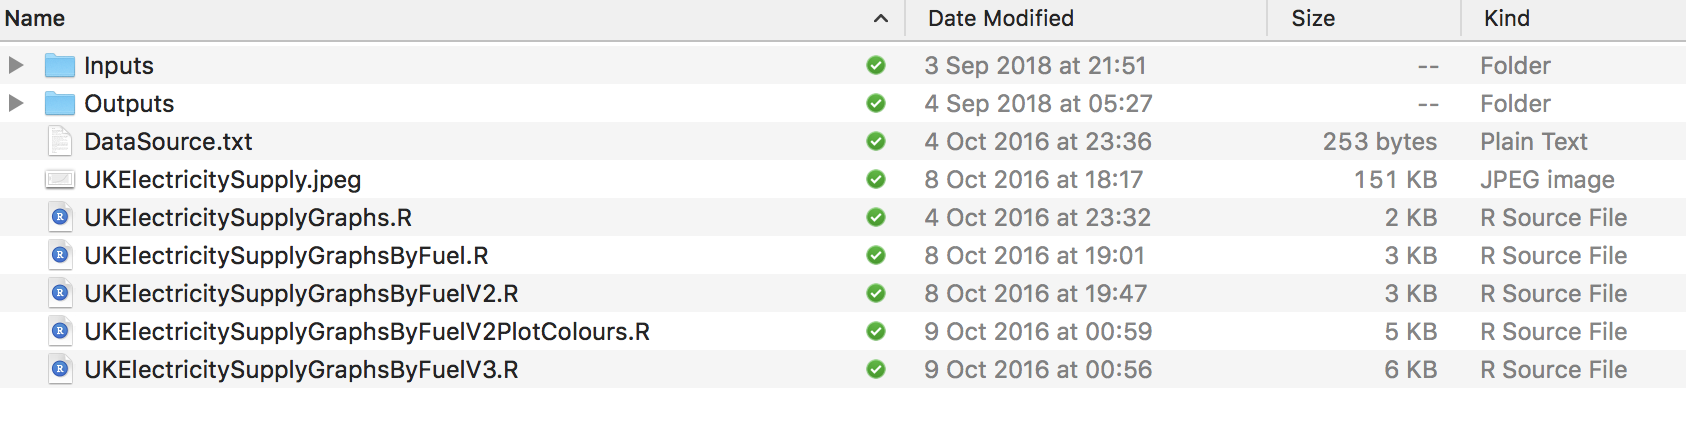 Name Date Modified Size Kind
Inputs 3 Sep 2018 at 21:51 -- Folder
Outputs 4 Sep 2018 at 05:27 -- Folder
DataSource.txt 4 Oct 2016 at 23:36 253 bytes Plain Text
UKElectricitySupply.jpeg 8 Oct 2016 at 18:17 151 KB JPEG image
R UKElectricitySupplyGraphs.R 4 Oct 2016 at 23:32 2 KB R Source File
R UKElectricitySupplyGraphsByFuel.R 8 Oct 2016 at 19:01 3 KB R Source File
R UKElectricitySupplyGraphsByFuelV2.R 8 Oct 2016 at 19:47 3 KB R Source File
R UKElectricitySupplyGraphsByFuelV2PlotColours.R 9 Oct 2016 at 00:59 5 KB R Source File
R UKElectricitySupplyGraphsByFuelV3.R 9 Oct 2016 at 00:56 6 KB R Source File